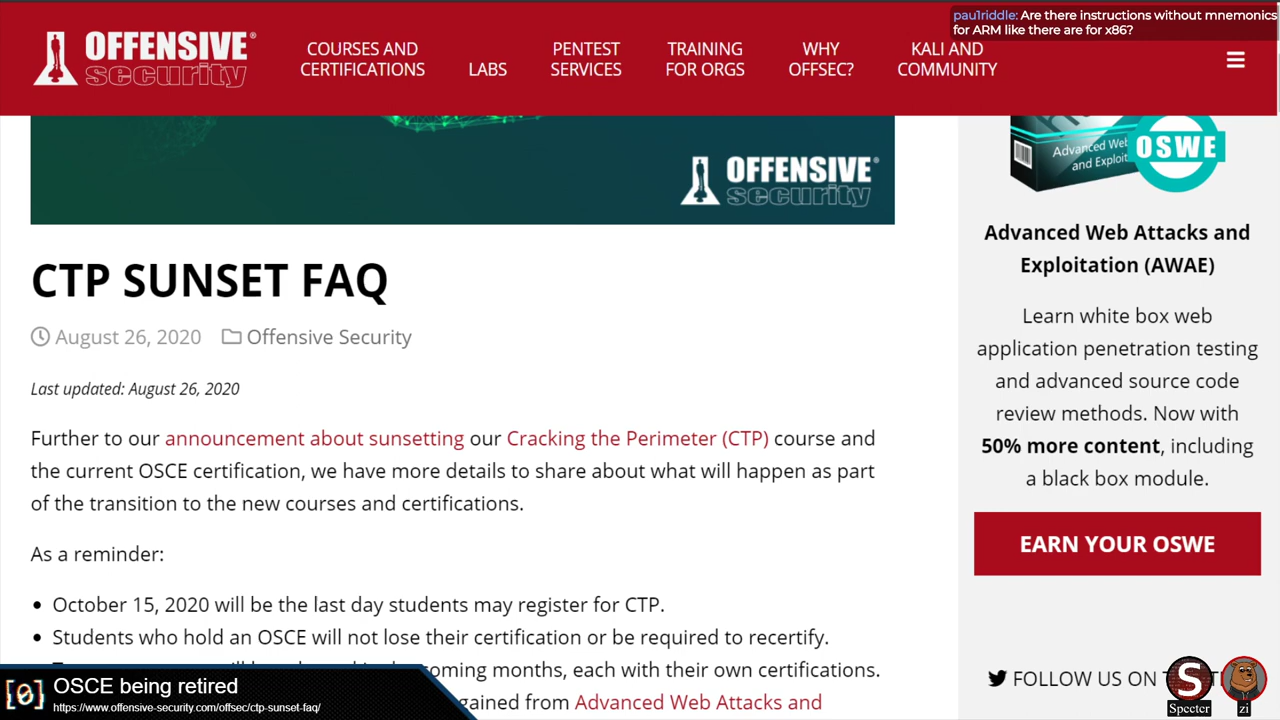 pau1riddle: Are there instructions without mnemonics
for ARM like there are for x86?
OFFENSIVE
security
COURSES AND
CERTIFICATIONS
LABS
PENTEST
SERVICES
TRAINING
FOR ORGS
WHY
OFFSEC?
KALI AND
COMMUNITY
OFFENSIVE
security
Advanced Web
and Exploit
OSWE
CTP SUNSET FAQ
August 26, 2020
Offensive Security
Last updated: August 26, 2020
Further to our announcement about sunsetting our Cracking the Perimeter (CTP) course and
the current OSCE certification, we have more details to share about what will happen as part
of the transition to the new courses and certifications.
As a reminder:
• October 15, 2020 will be the last day students may register for CTP.
• Students who hold an OSCE will not lose their certification or be required to recertify.
coming months, each with their own certifications.
gained from Advanced Web Attacks and
Advanced Web Attacks and
Exploitation (AWAE)
Learn white box web
application penetration testing
and advanced source code
review methods. Now with
50% more content, including
a black box module.
EARN YOUR OSWE
FOLLOW US ON
[0]
OSCE being retired
https://www.offensive-security.com/offsec/ctp-sunset-faq/
S
Specter
zi